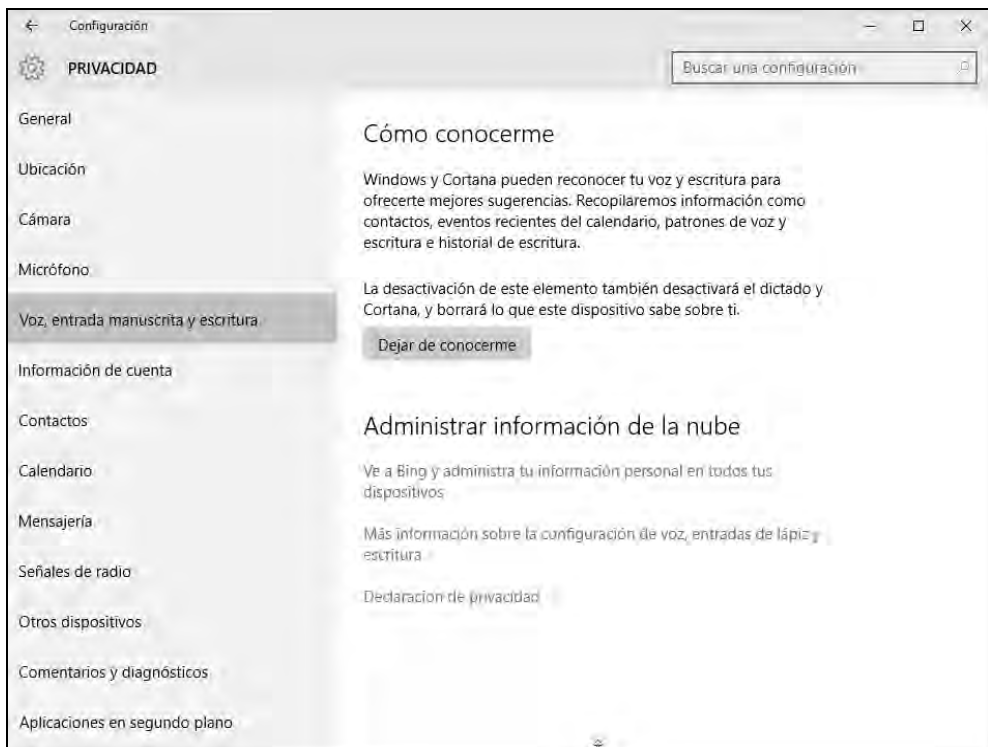 Configuración
PRIVACIDAD
Buscar una configuración
General
Ubicación
Cámara
Micrófono
Voz, entrada manuscrita y escritura
Información de cuenta
Contactos
Calendario
Mensajería
Señales de radio
Otros dispositivos
Comentarios y diagnósticos
Aplicaciones en segundo plano
Cómo conocerme
Windows y Cortana pueden reconocer tu voz y escritura para
ofrecerte mejores sugerencias. Recopilaremos información como
contactos, eventos recientes del calendario, patrones de voz y
escritura e historial de escritura.
La desactivación de este elemento también desactivará el dictado y
Cortana, y borrará lo que este dispositivo sabe sobre ti.
Dejar de conocerme
Administrar información de la nube
Ve a Bing y administra tu información personal en todos tus
dispositivos
Más información sobre la configuración de voz, entradas de lápiz y
escritura
Declaración de privacidad